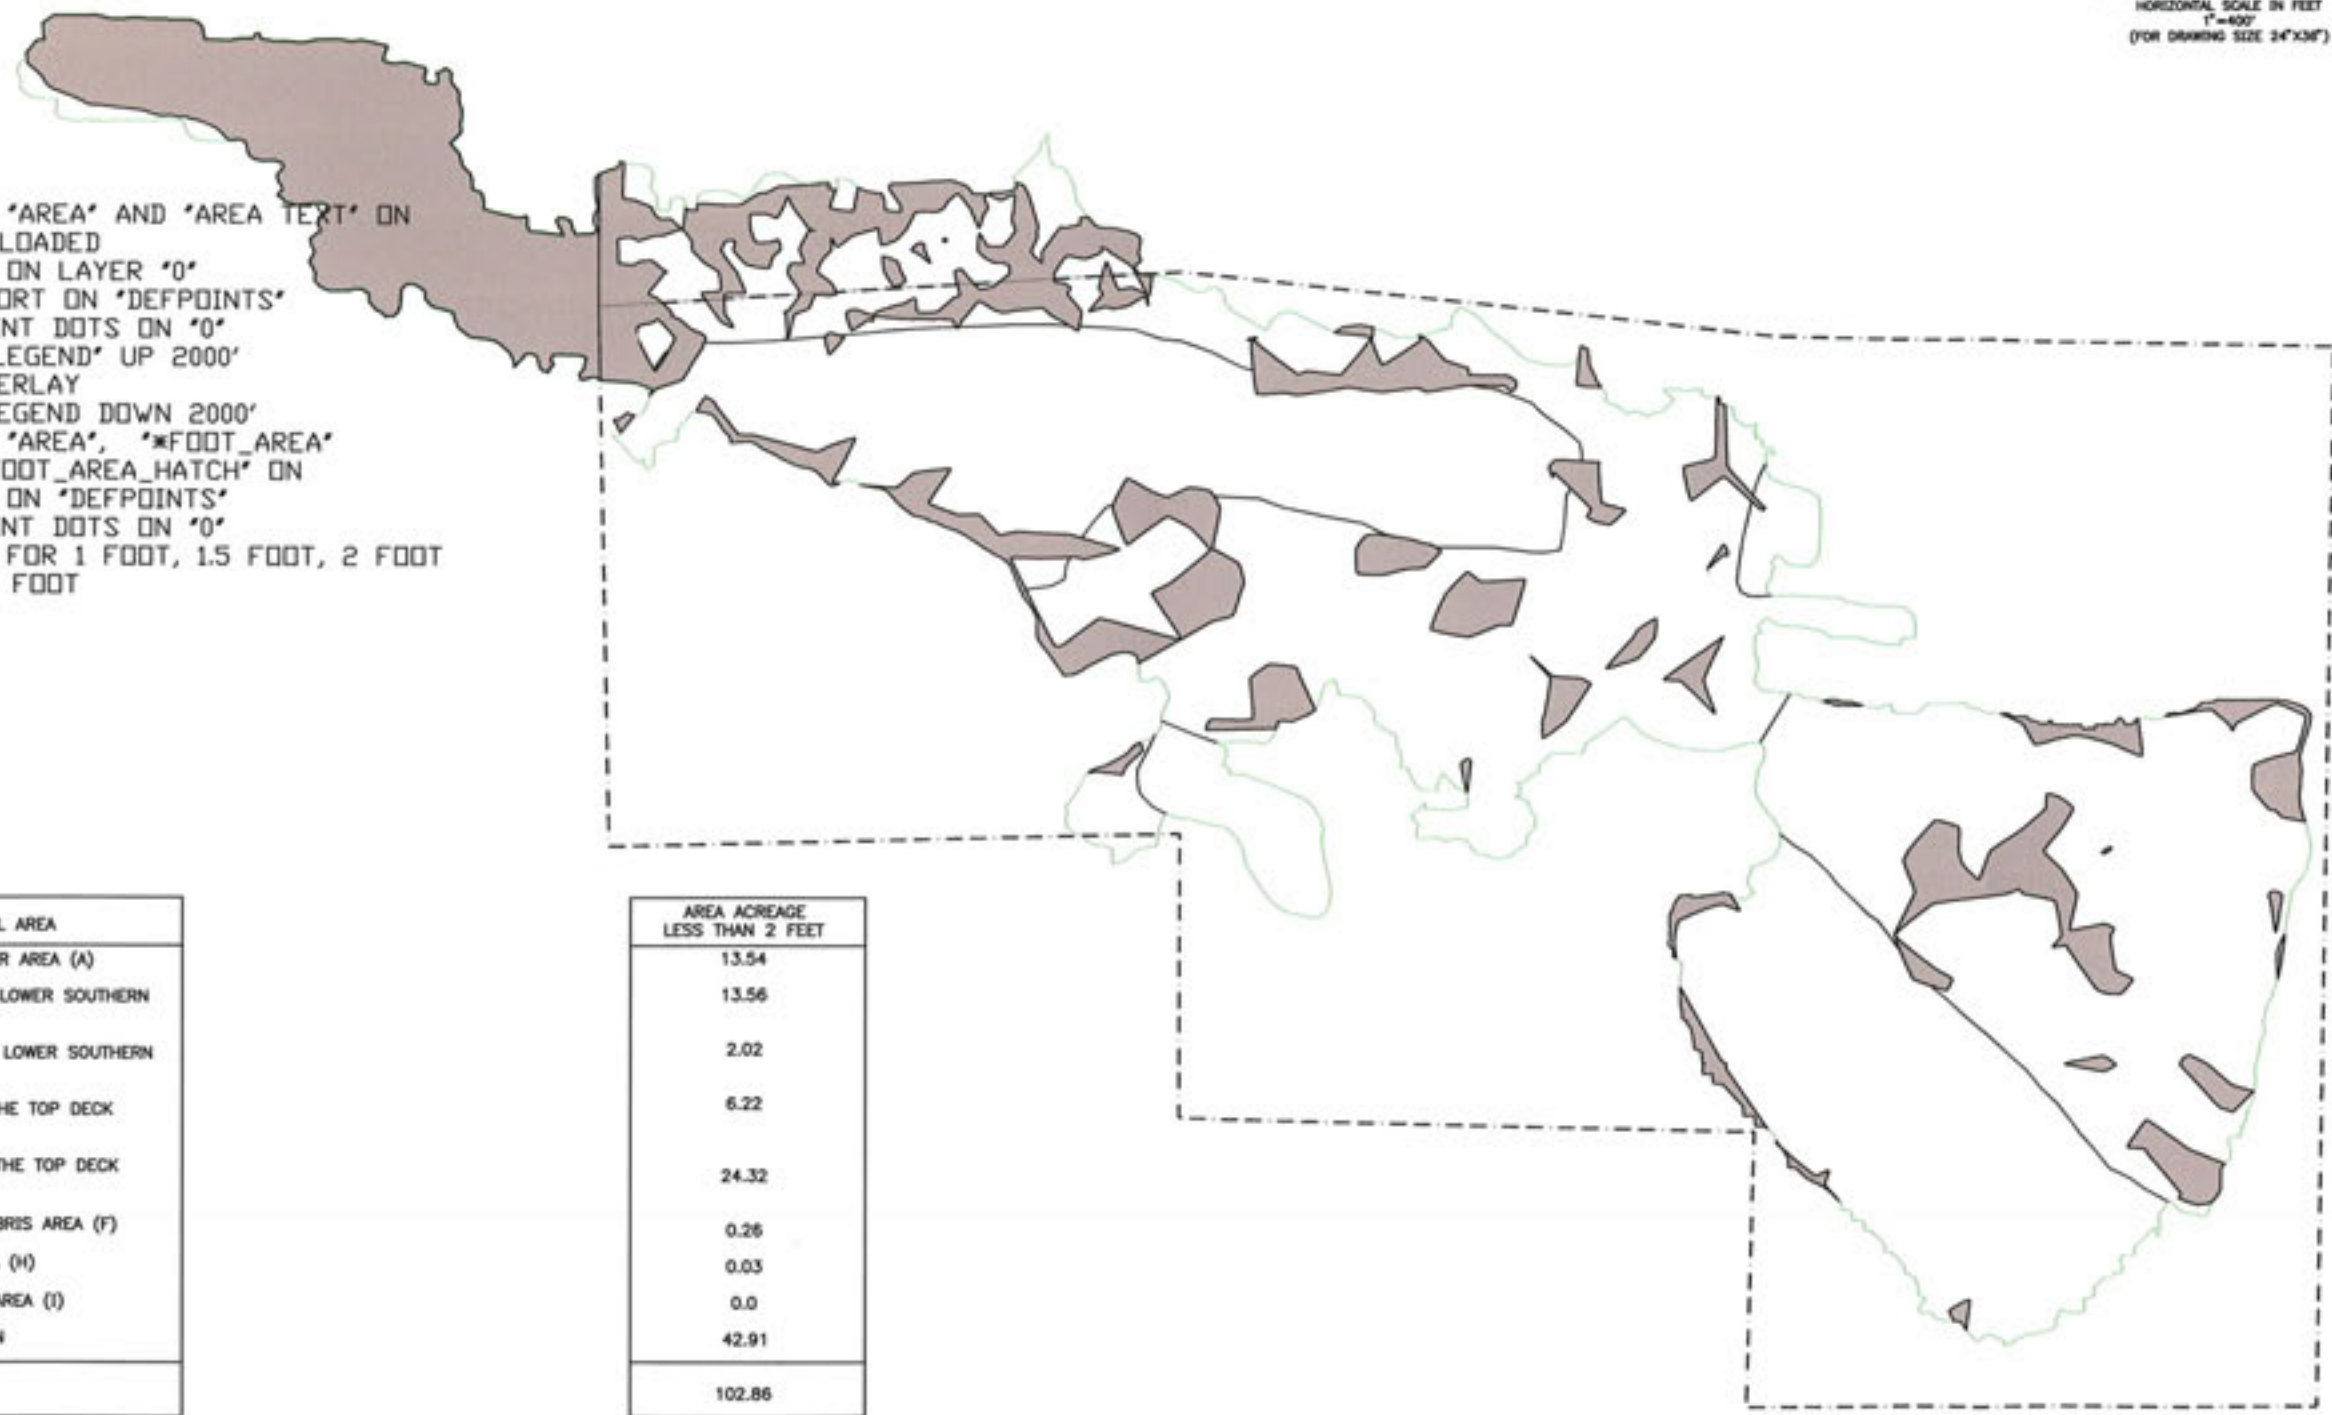 HORIZONTAL SCALE IN FEET
1"=400'
(FOR DRAWING SIZE 24"X36")
"AREA" AND "AREA TEXT" ON
LOADED
ON LAYER "0"
ORT ON "DEFPOINTS"
NT DOTS ON "0"
LEGEND" UP 2000'
ERLAY
EGEND DOWN 2000'
"AREA", "*FOOT_AREA"
OOT_AREA_HATCH" ON
ON "DEFPOINTS"
NT DOTS ON "0"
FOR 1 FOOT, 1.5 FOOT, 2 FOOT
FOOT
L AREA
R AREA (A)
LOWER SOUTHERN
LOWER SOUTHERN
HE TOP DECK
THE TOP DECK
BRIS AREA (F)
(H)
AREA (I)
N
AREA ACREAGE
LESS THAN 2 FEET
13.54
13.56
2.02
6.22
24.32
0.26
0.03
0.0
42.91
102.86